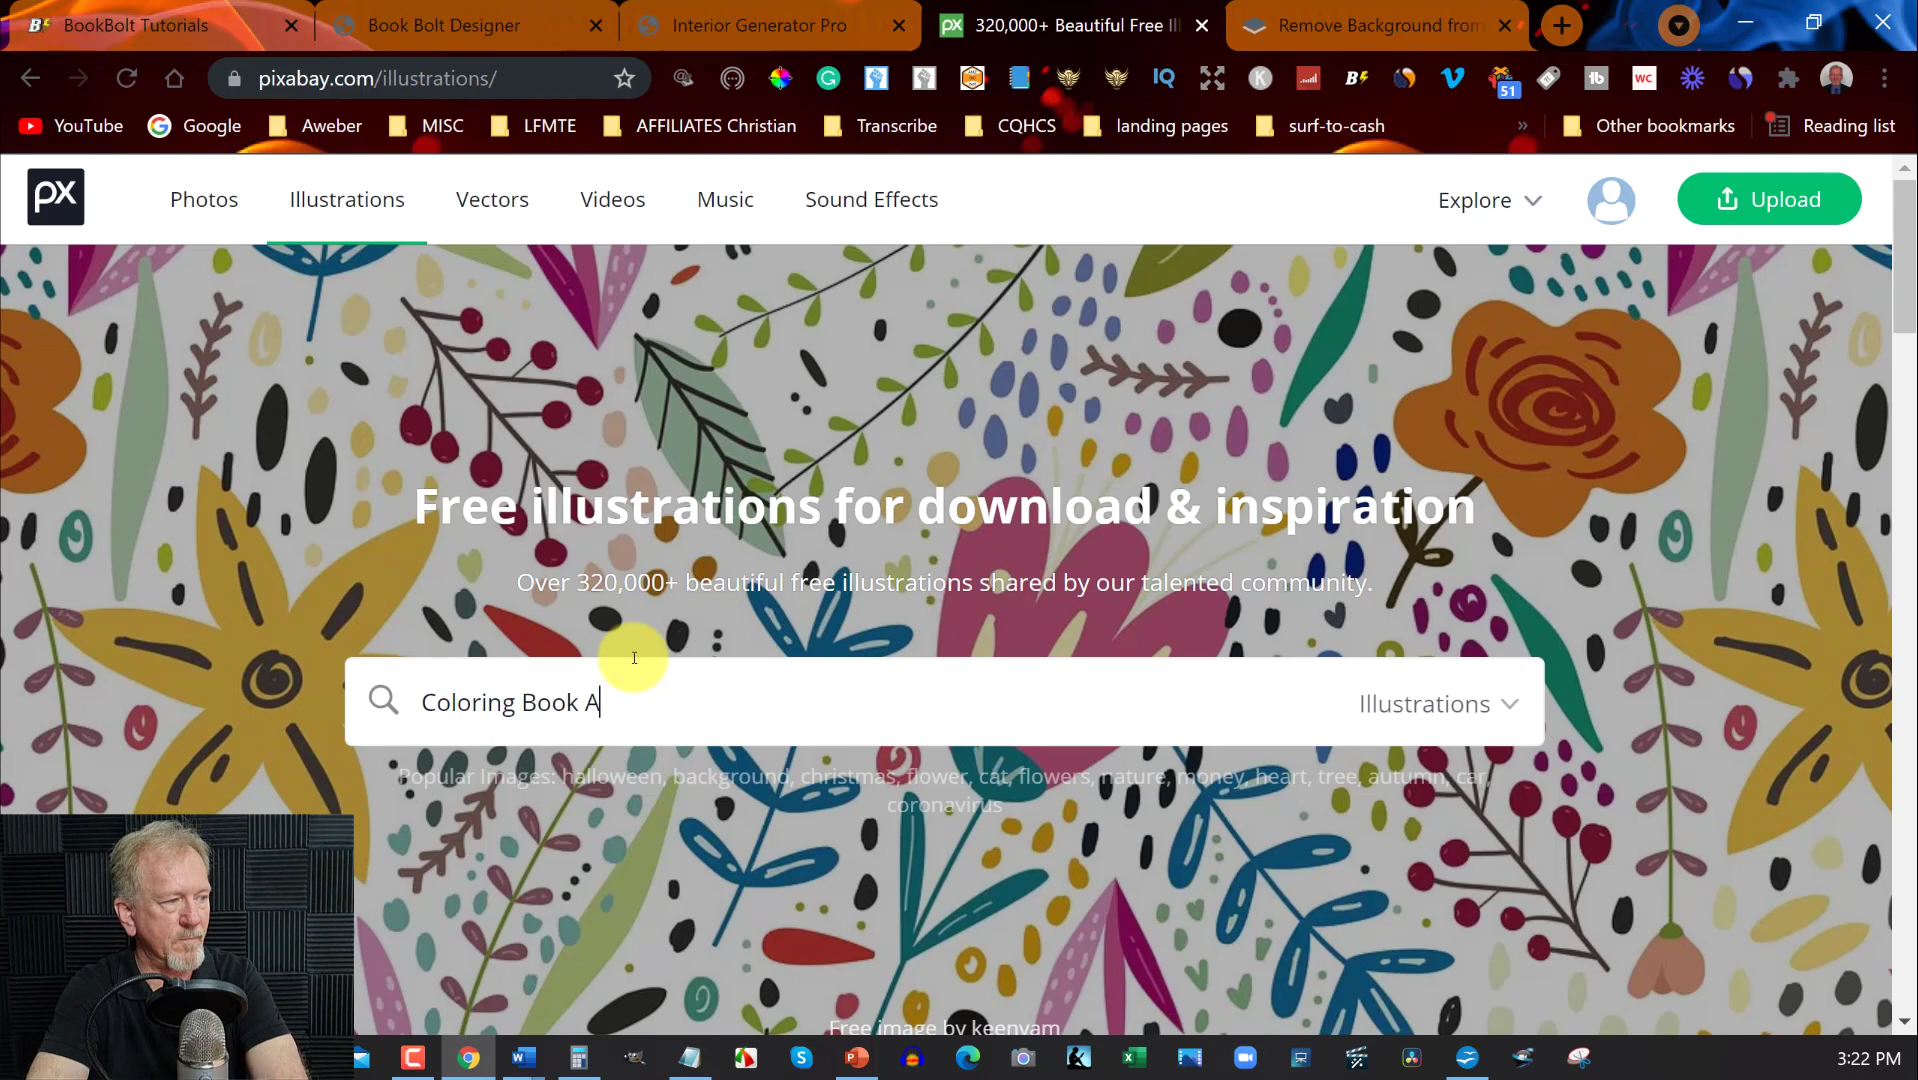 BookBolt Tutorials
Book Bolt Designer
Interior Generator Pro
320,000+ Beautiful Free Ill
Remove Background from
pixabay.com/illustrations/
51
YouTube
Google
Aweber
MISC
LFMTE
AFFILIATES Christian
Transcribe
CQHCS
landing pages
surf-to-cash
»
Other bookmarks
Reading list
px
Photos
Illustrations
Vectors
Videos
Music
Sound Effects
Explore
Upload
Free illustrations for download & inspiration
Over 320,000+ beautiful free illustrations shared by our talented community.
Coloring Book A
Illustrations
Popular Images: halloween, background, christmas, flower, cat, flowers, nature, money, heart, tree, autumn, car,
coronavirus
Free image by keenyam
3:22 PM